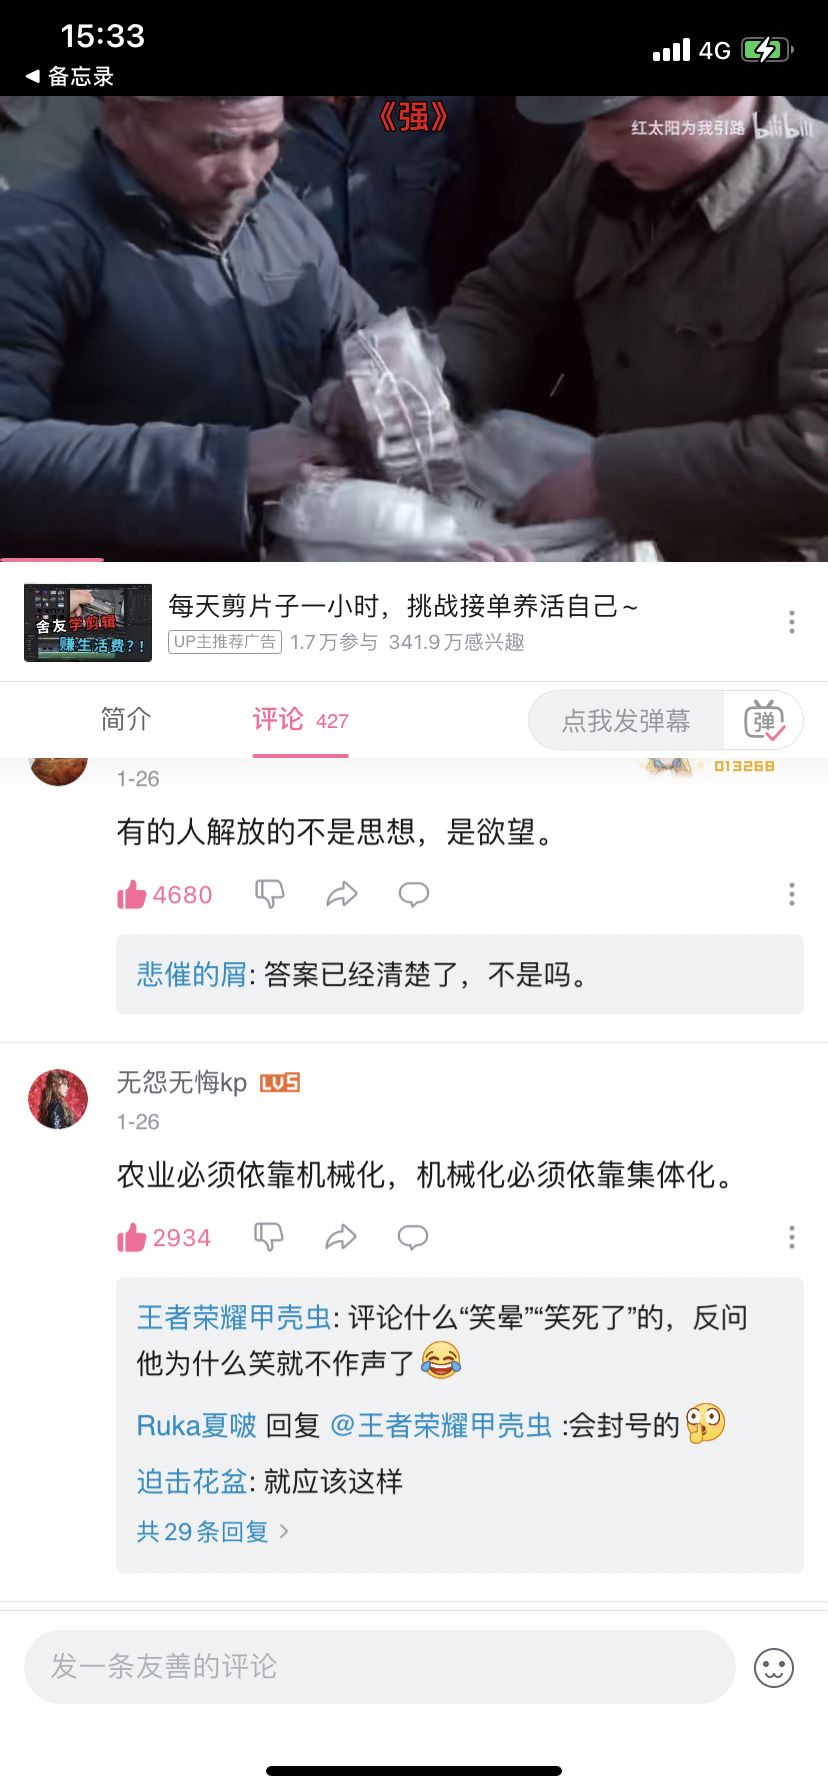 15:33
4G
备忘录
《强》
红太阳为我引路 bilibili
每天剪片子一小时，挑战接单养活自己~
舍友学剪辑
赚生活费？！
UP主推荐广告 1.7万参与 341.9万感兴趣
简介 评论 427 点我发弹幕 弹
1-26 013268
有的人解放的不是思想，是欲望。
4680
悲催的屑: 答案已经清楚了，不是吗。
无怨无悔kp LV5
1-26
农业必须依靠机械化，机械化必须依靠集体化。
2934
王者荣耀甲壳虫: 评论什么“笑晕”“笑死了”的，反问
他为什么笑就不作声了😂
Ruka夏啵 回复 @王者荣耀甲壳虫 :会封号的
迫击花盆: 就应该这样
共29条回复 >
发一条友善的评论